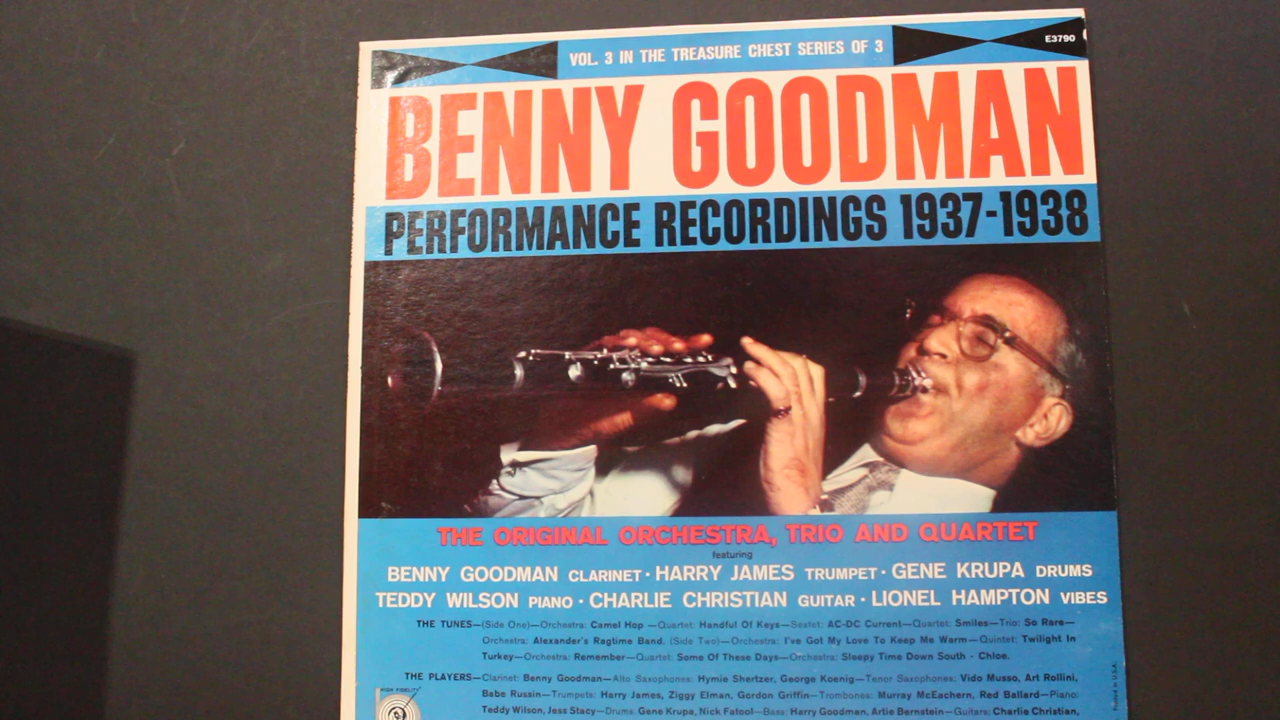 VOL. 3 IN THE TREASURE CHEST SERIES OF 3
E3790
BENNY GOODMAN
PERFORMANCE RECORDINGS 1937-1938
THE ORIGINAL ORCHESTRA, TRIO AND QUARTET
featuring
BENNY GOODMAN CLARINET · HARRY JAMES TRUMPET · GENE KRUPA DRUMS
TEDDY WILSON PIANO · CHARLIE CHRISTIAN GUITAR · LIONEL HAMPTON VIBES
THE TUNES—(Side One)—Orchestra: Camel Hop —Quartet: Handful Of Keys—Sextet: AC-DC Current—Quartet: Smiles—Trio: So Rare—
Orchestra: Alexander's Ragtime Band. (Side Two)—Orchestra: I've Got My Love To Keep Me Warm—Quintet: Twilight In
Turkey—Orchestra: Remember—Quartet: Some Of These Days—Orchestra: Sleepy Time Down South - Chloe.
THE PLAYERS—Clarinet: Benny Goodman—Alto Saxophones: Hymie Shertzer, George Koenig—Tenor Saxophones: Vido Musso, Art Rollini,
Babe Russin—Trumpets: Harry James, Ziggy Elman, Gordon Griffin—Trombones: Murray McEachern, Red Ballard—Piano:
Teddy Wilson, Jess Stacy—Drums: Gene Krupa, Nick Fatool—Bass: Harry Goodman, Artie Bernstein—Guitars: Charlie Christian,
HIGH FIDELITY
Printed in U.S.A.